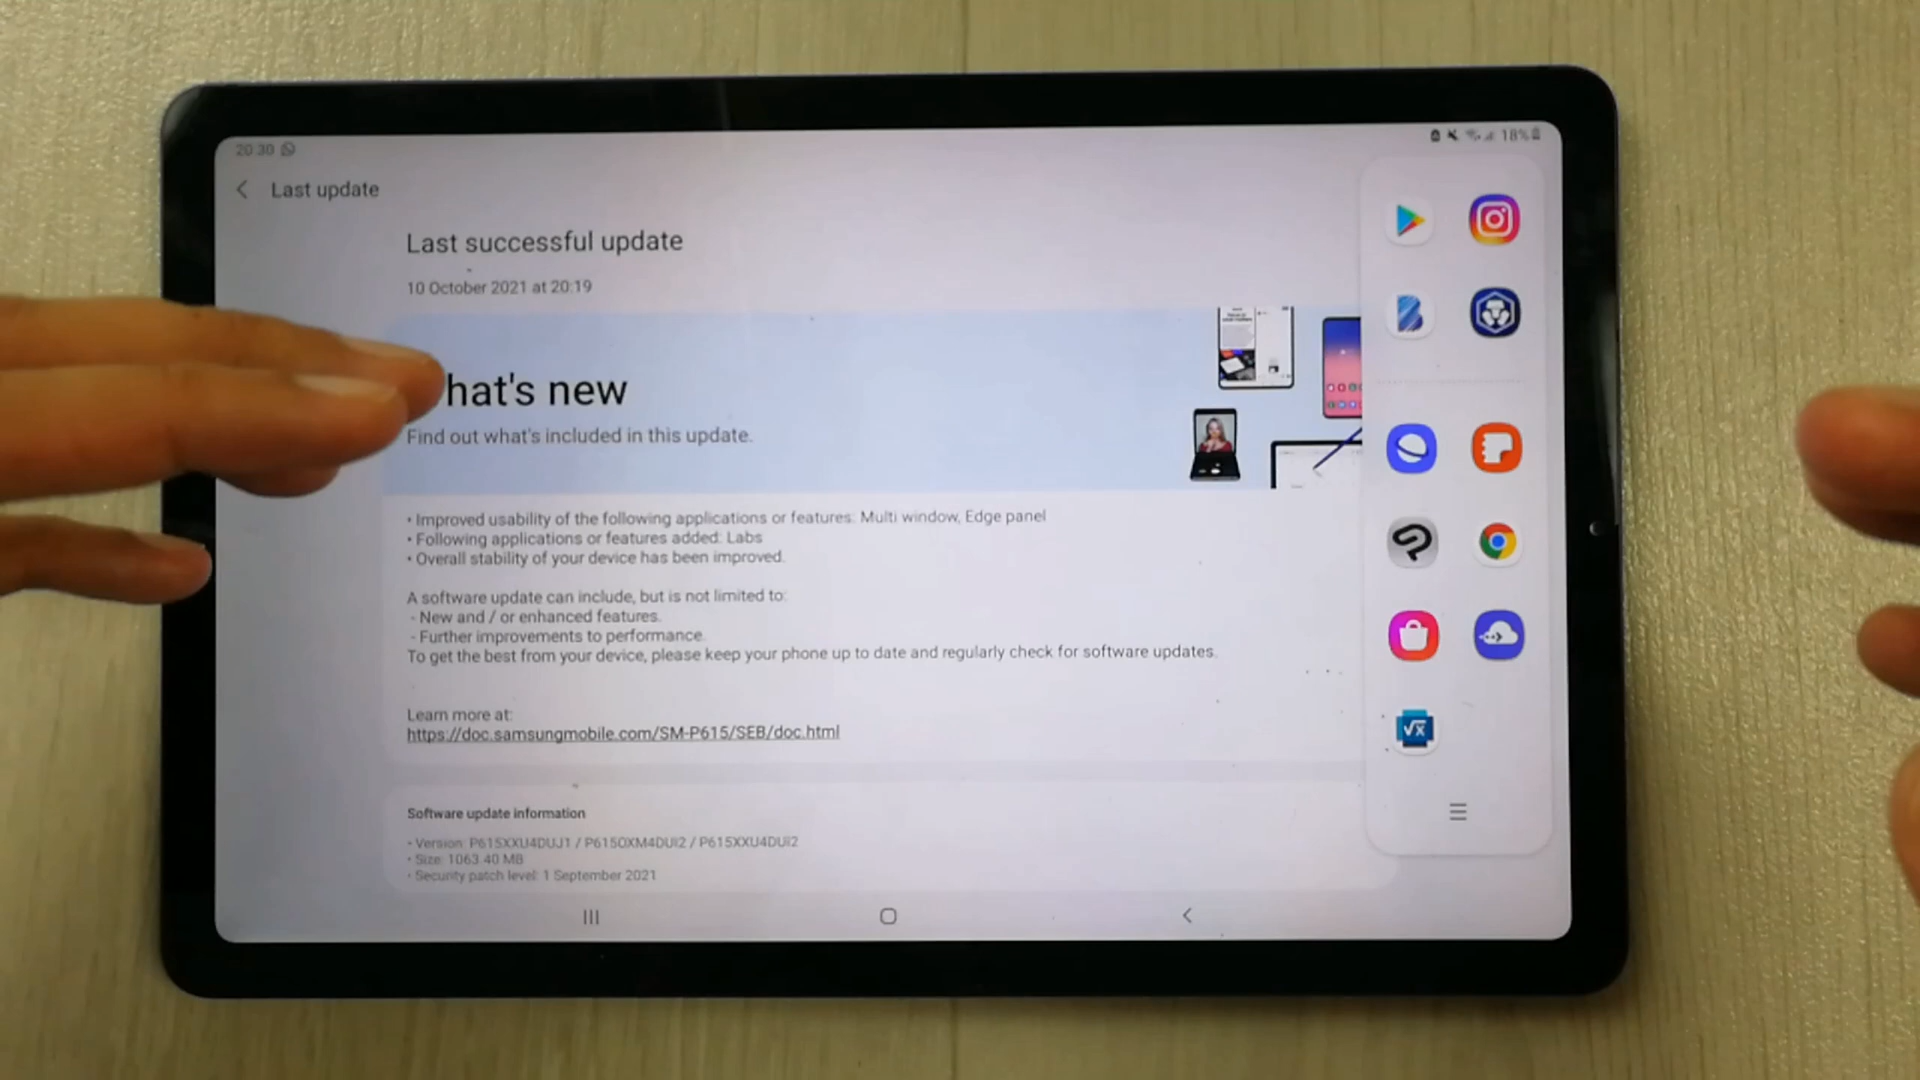 20:30
18%
Last update
Last successful update
10 October 2021 at 20:19
hat's new
Find out what's included in this update.
• Improved usability of the following applications or features: Multi window, Edge panel
• Following applications or features added: Labs
• Overall stability of your device has been improved.
A software update can include, but is not limited to:
- New and / or enhanced features.
- Further improvements to performance.
To get the best from your device, please keep your phone up to date and regularly check for software updates.
Learn more at:
https://doc.samsungmobile.com/SM-P615/SEB/doc.html
Software update information
• Version: P615XXU4DUJ1 / P615OXM4DUI2 / P615XXU4DUI2
• Size: 1063.40 MB
• Security patch level: 1 September 2021
√x